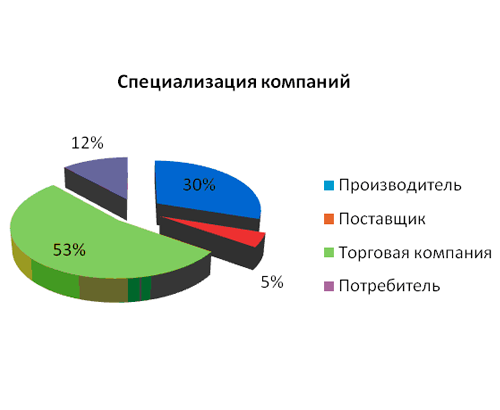 Специализация компаний
12%
30%
53%
5%
Производитель
Поставщик
Торговая компания
Потребитель